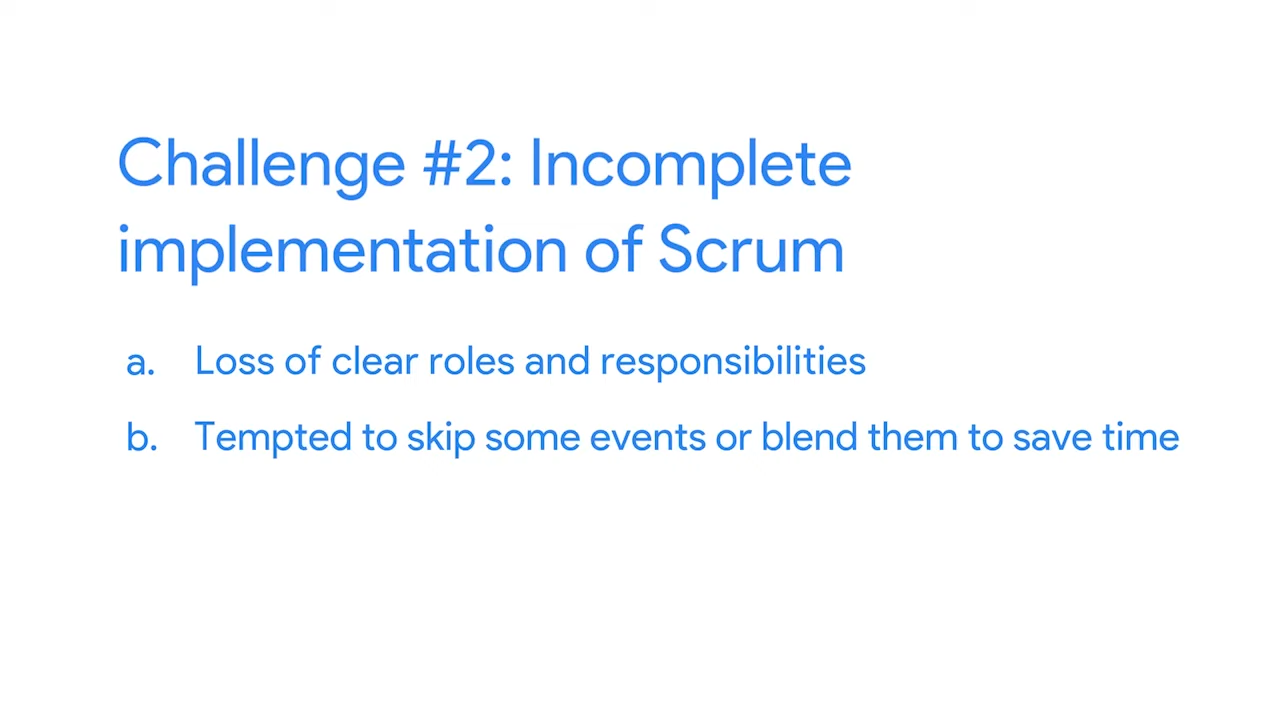 Challenge #2: Incomplete
implementation of Scrum
a. Loss of clear roles and responsibilities
b. Tempted to skip some events or blend them to save time